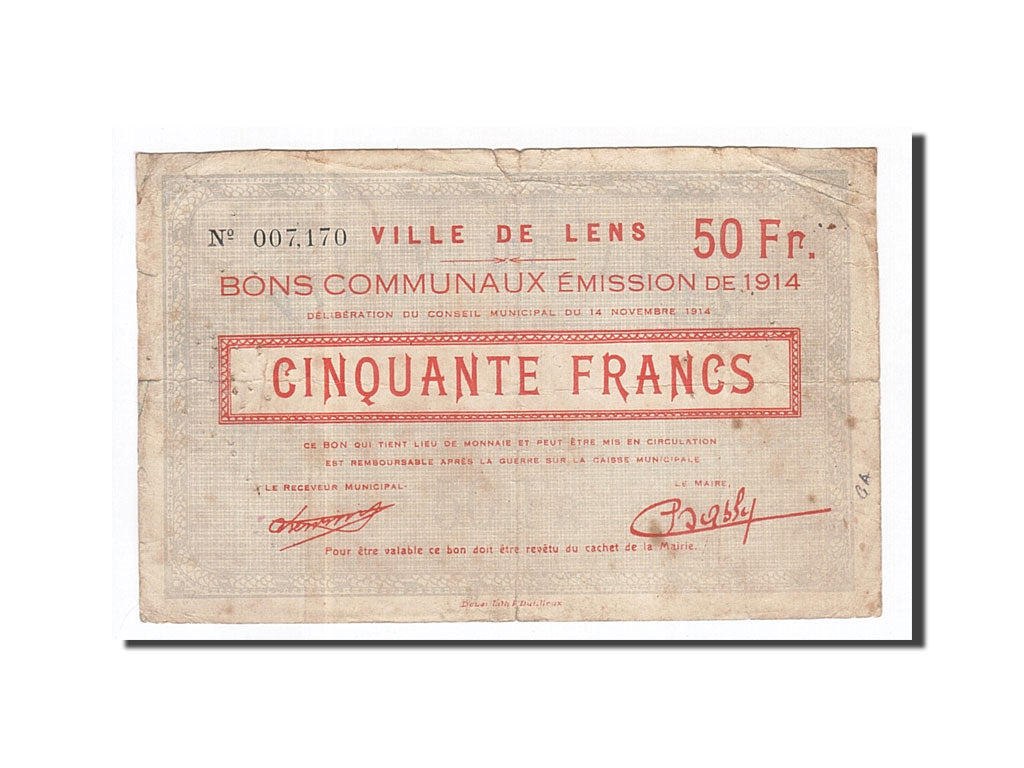 Nº 007,170 VILLE DE LENS 50 Fr.
BONS COMMUNAUX ÉMISSION DE 1914
DÉLIBÉRATION DU CONSEIL MUNICIPAL DU 14 NOVEMBRE 1914
CINQUANTE FRANCS
CE BON QUI TIENT LIEU DE MONNAIE ET PEUT ÊTRE MIS EN CIRCULATION
EST REMBOURSABLE APRÈS LA GUERRE SUR LA CAISSE MUNICIPALE
LE RECEVEUR MUNICIPAL LE MAIRE,
Basly
Pour être valable ce bon doit être revêtu du cachet de la Mairie.
Douai Lith